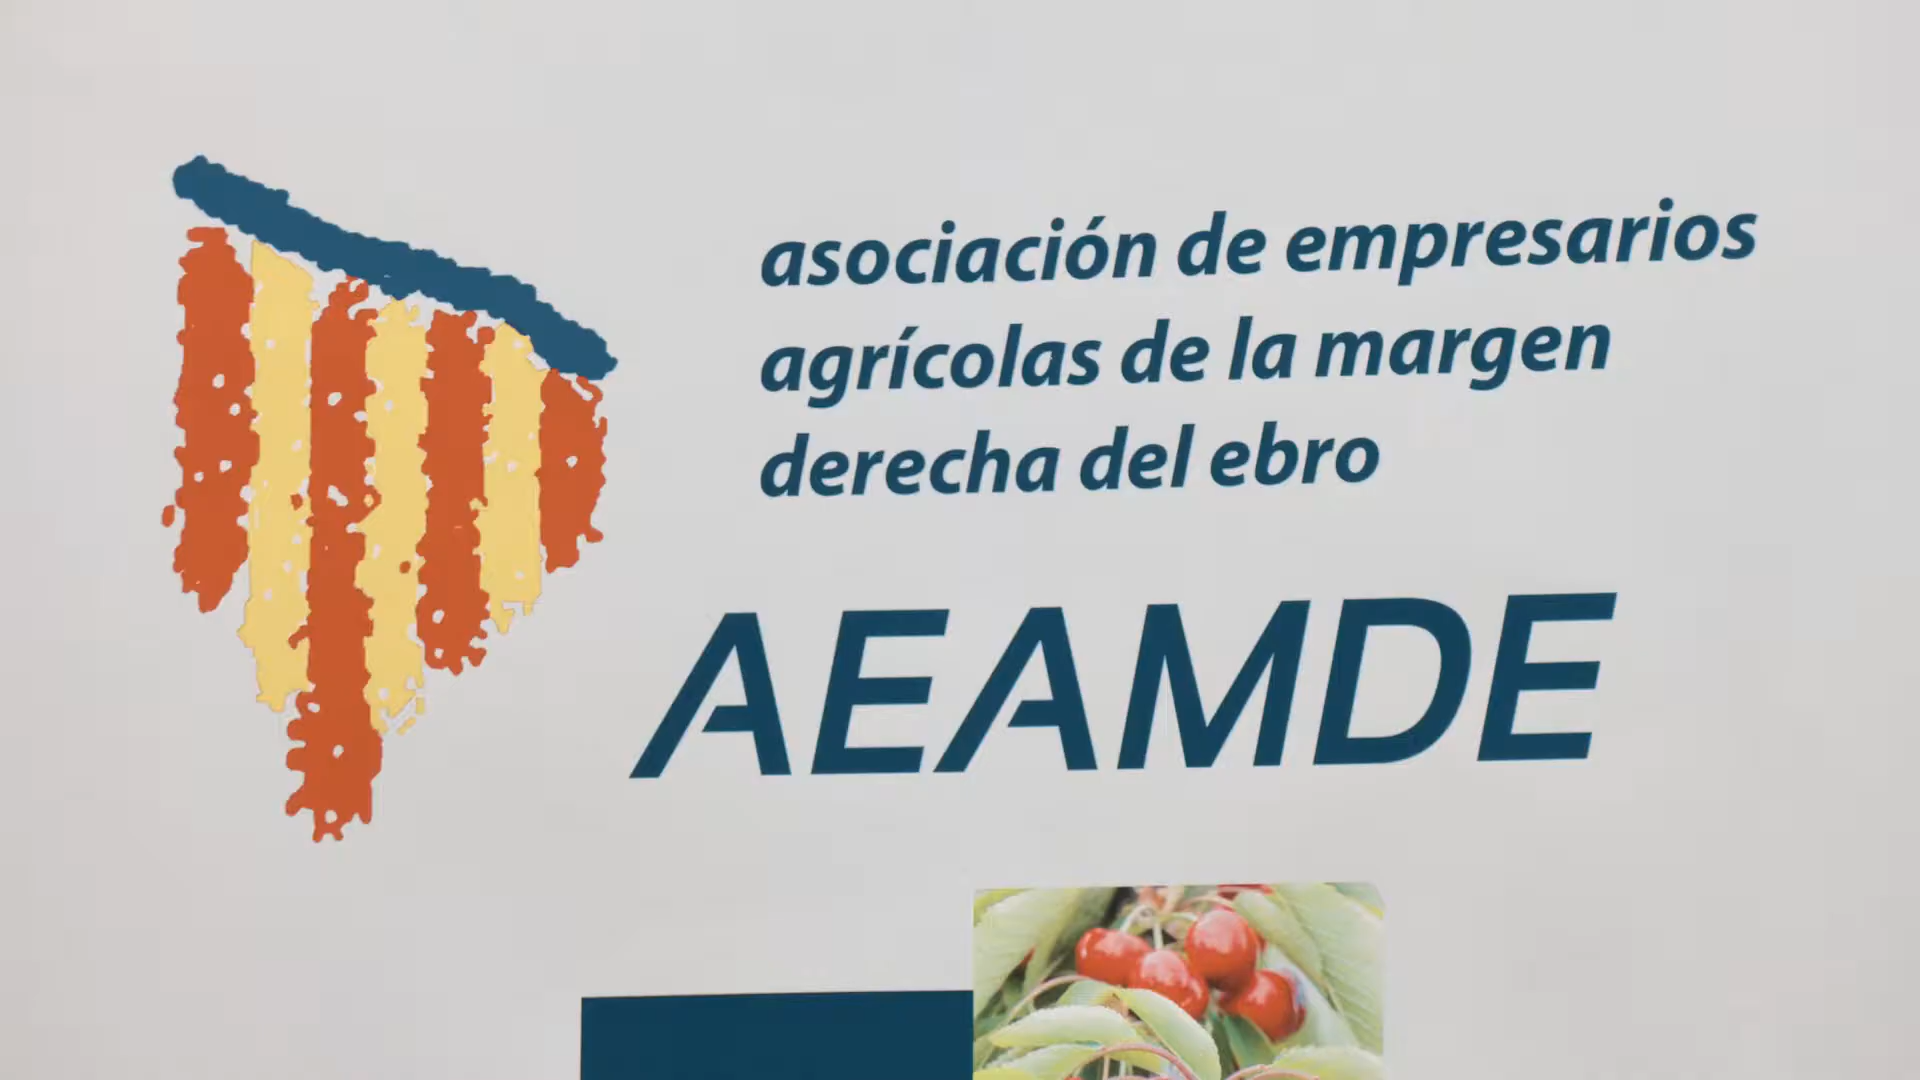 asociación de empresarios
agrícolas de la margen
derecha del ebro
AEAMDE